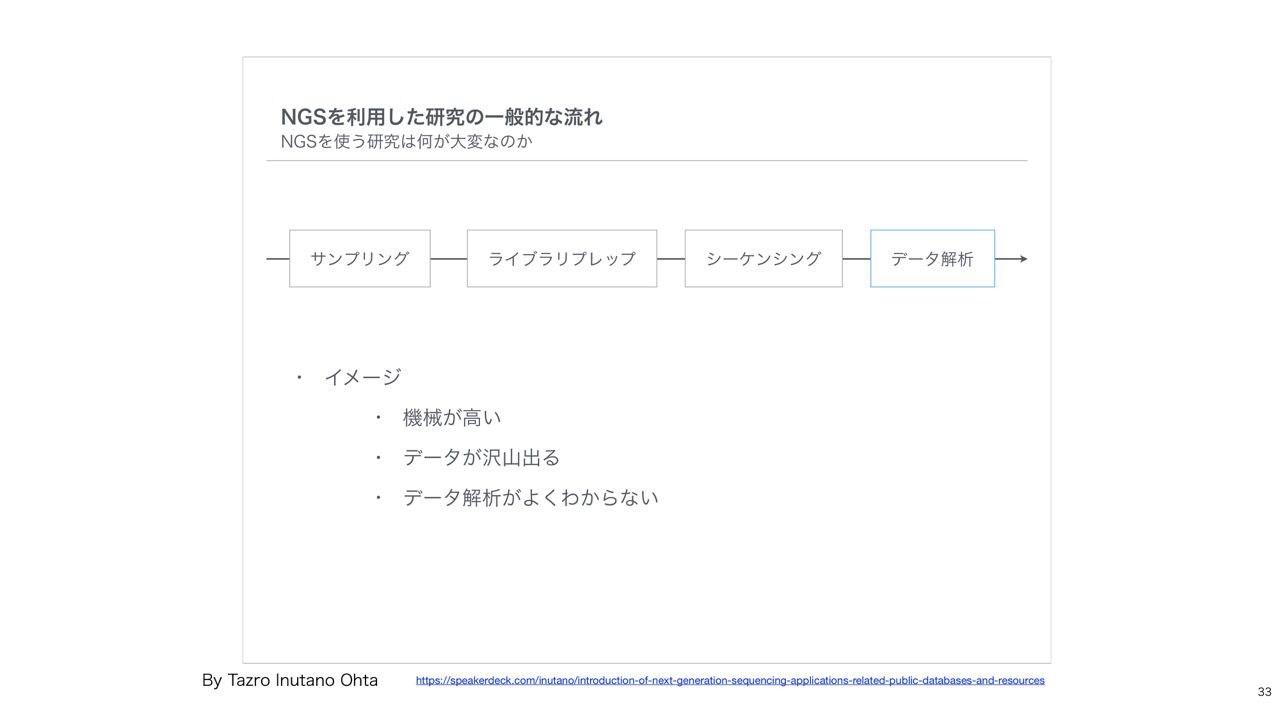 NGSを利用した研究の一般的な流れ
NGSを使う研究は何が大変なのか
サンプリング
ライブラリプレップ
シーケンシング
データ解析
・ イメージ
・ 機械が高い
・ データが沢山出る
・ データ解析がよくわからない
By Tazro Inutano Ohta
https://speakerdeck.com/inutano/introduction-of-next-generation-sequencing-applications-related-public-databases-and-resources
33